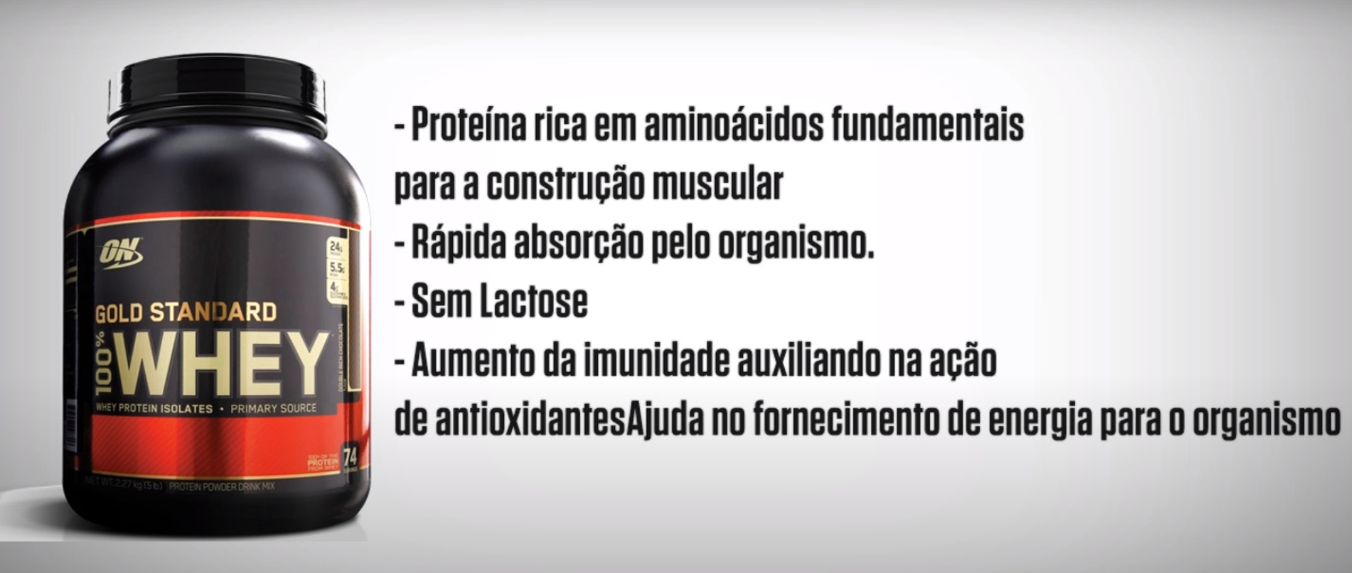 - Proteína rica em aminoácidos fundamentais
para a construção muscular
- Rápida absorção pelo organismo.
- Sem Lactose
- Aumento da imunidade auxiliando na ação
de antioxidantesAjuda no fornecimento de energia para o organismo
ON
24g
5.5g
4g
GOLD STANDARD
100% WHEY
WHEY PROTEIN ISOLATES • PRIMARY SOURCE
DOUBLE RICH CHOCOLATE
PROTEIN
74
NET WT. 2.27 kg (5 lb) PROTEIN POWDER DRINK MIX